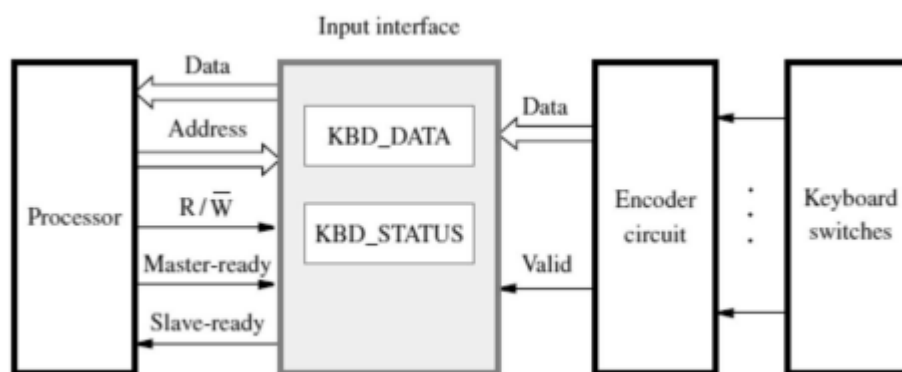 Input interface
Data
Address
R / W̅
Master-ready
Slave-ready
Processor
KBD_DATA
KBD_STATUS
Data
Valid
Encoder
circuit
Keyboard
switches